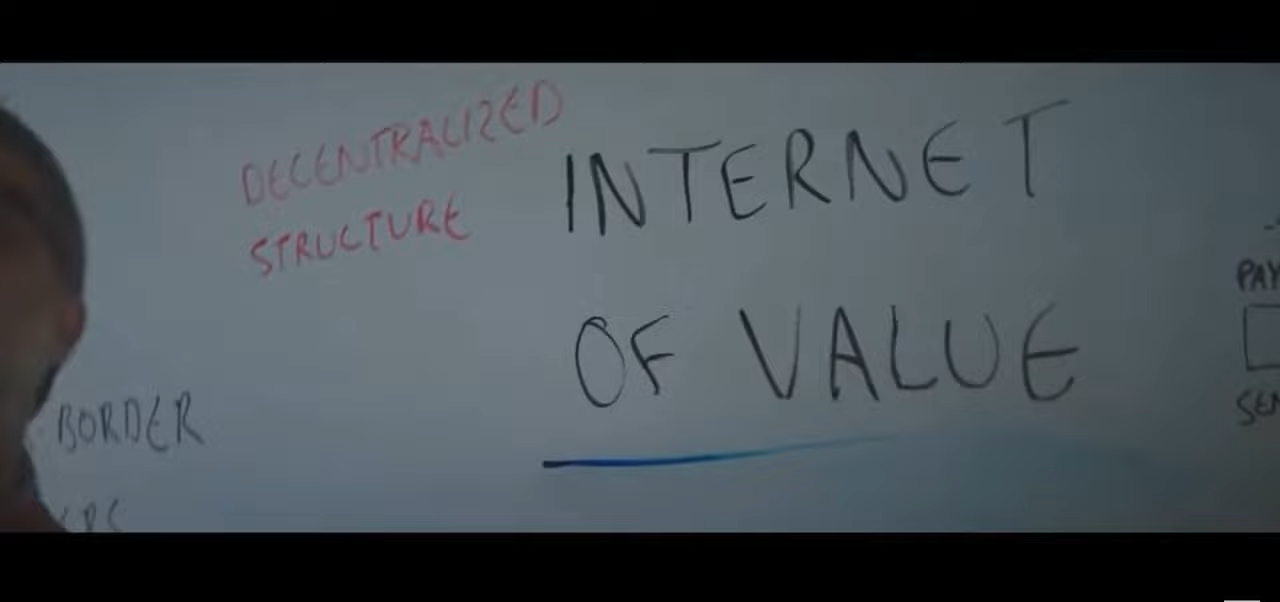 DECENTRALIZED
STRUCTURE
INTERNET
OF VALUE
BORDER
PAY